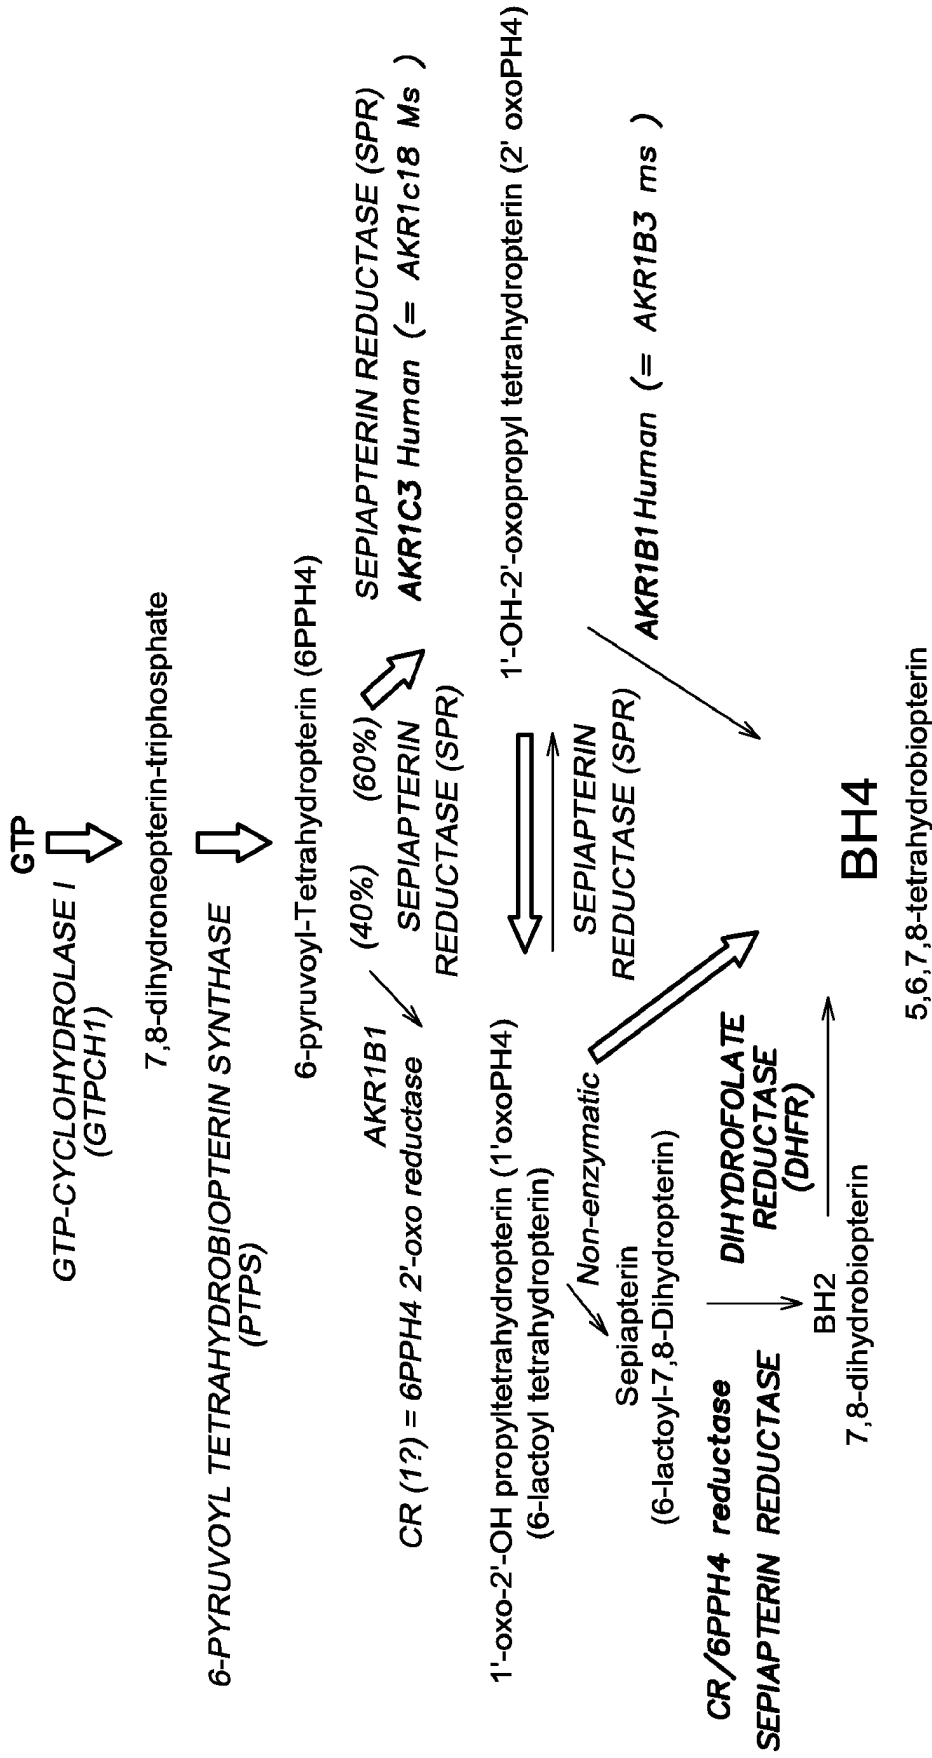 GTP
GTP-CYCLOHYDROLASE I
(GTPCH1)
7,8-dihydroneopterin-triphosphate
6-PYRUVOYL TETRAHYDROBIOPTERIN SYNTHASE
(PTPS)
6-pyruvoyl-Tetrahydropterin (6PPH4)
(40%) (60%)
AKR1B1
CR (1?) = 6PPH4 2'-oxo reductase
SEPIAPTERIN
REDUCTASE (SPR)
SEPIAPTERIN REDUCTASE (SPR)
AKR1C3 Human (= AKR1c18 Ms )
1'-oxo-2'-OH propyltetrahydropterin (1'oxoPH4)
(6-lactoyl tetrahydropterin)
1'-OH-2'-oxopropyl tetrahydropterin (2' oxoPH4)
SEPIAPTERIN
REDUCTASE (SPR)
Non-enzymatic
Sepiapterin
(6-lactoyl-7,8-Dihydropterin)
AKR1B1Human (= AKR1B3 ms )
CR/6PPH4 reductase
SEPIAPTERIN REDUCTASE
DIHYDROFOLATE
REDUCTASE
(DHFR)
BH2
7,8-dihydrobiopterin
BH4
5,6,7,8-tetrahydrobiopterin